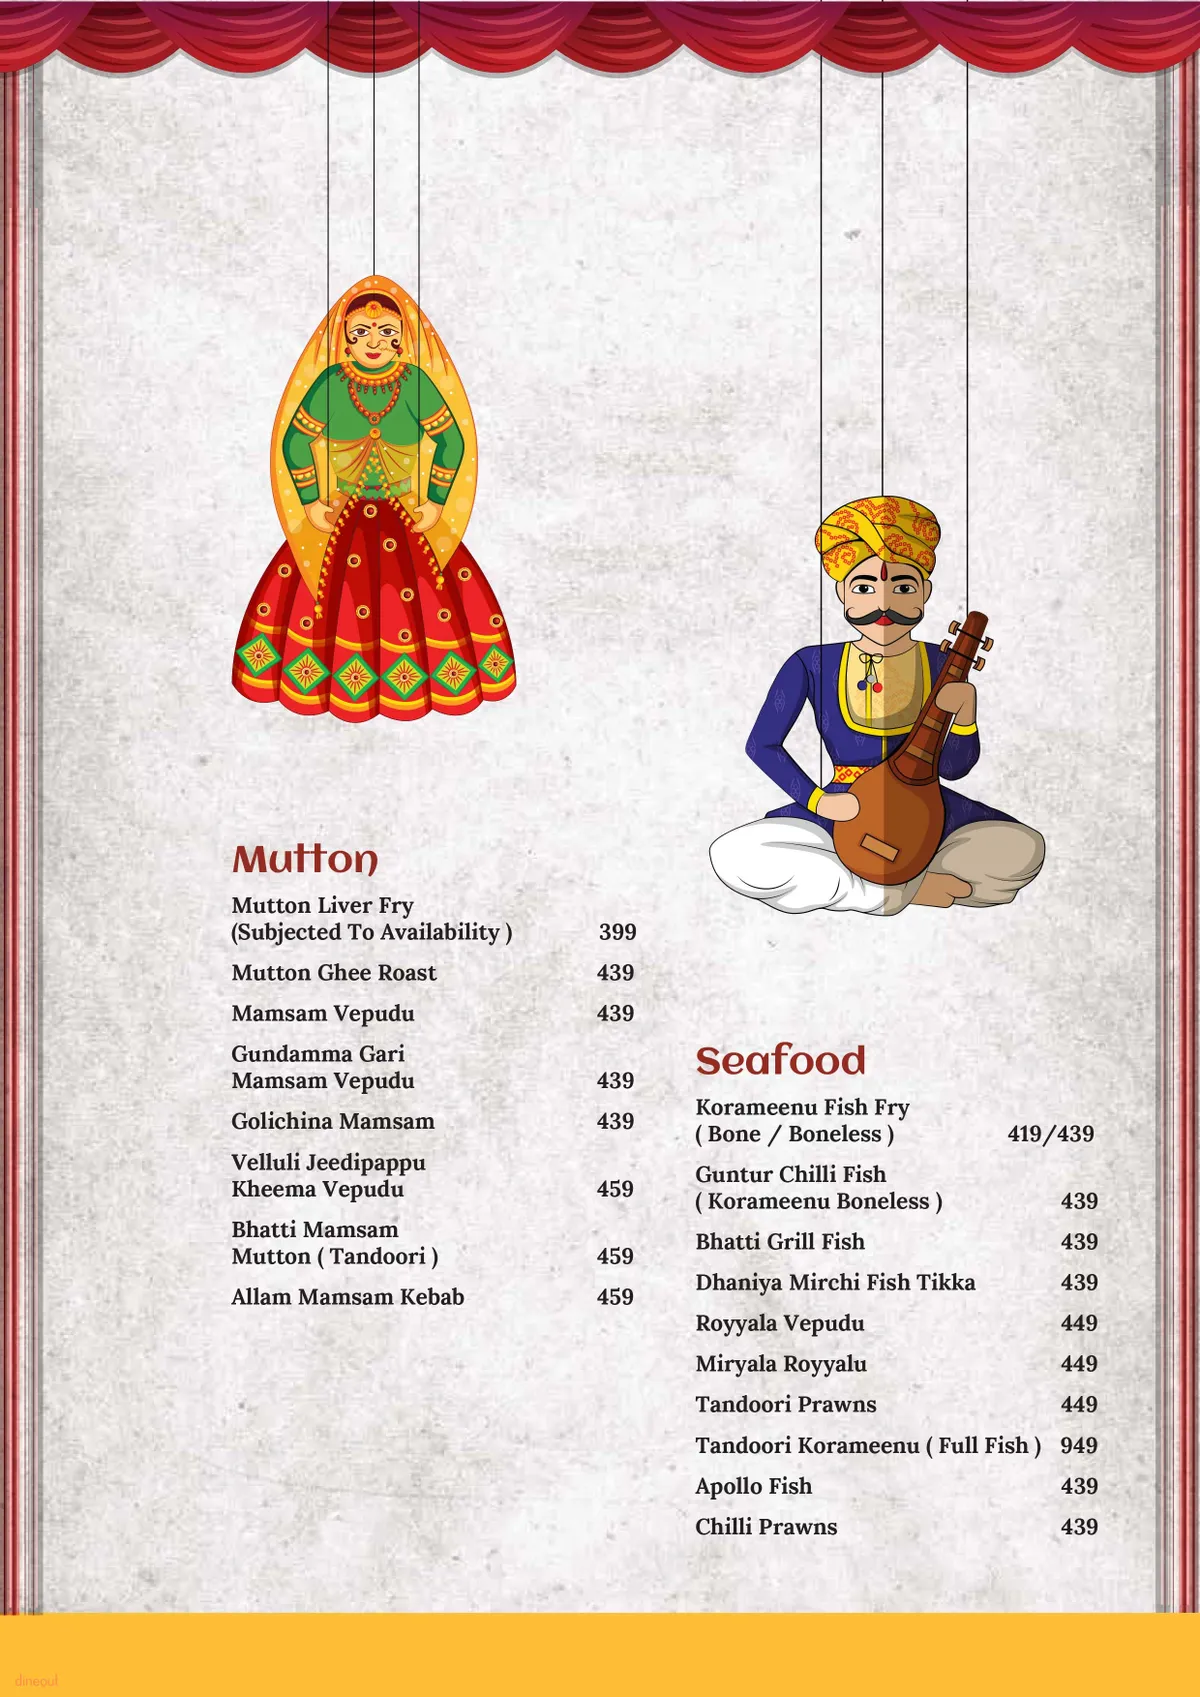 Mutton
Mutton Liver Fry
(Subjected To Availability ) 399
Mutton Ghee Roast 439
Mamsam Vepudu 439
Gundamma Gari
Mamsam Vepudu 439
Golichina Mamsam 439
Velluli Jeedipappu
Kheema Vepudu 459
Bhatti Mamsam
Mutton ( Tandoori ) 459
Allam Mamsam Kebab 459
Seafood
Korameenu Fish Fry
( Bone / Boneless ) 419/439
Guntur Chilli Fish
( Korameenu Boneless ) 439
Bhatti Grill Fish 439
Dhaniya Mirchi Fish Tikka 439
Royyala Vepudu 449
Miryala Royyalu 449
Tandoori Prawns 449
Tandoori Korameenu ( Full Fish ) 949
Apollo Fish 439
Chilli Prawns 439
dineout